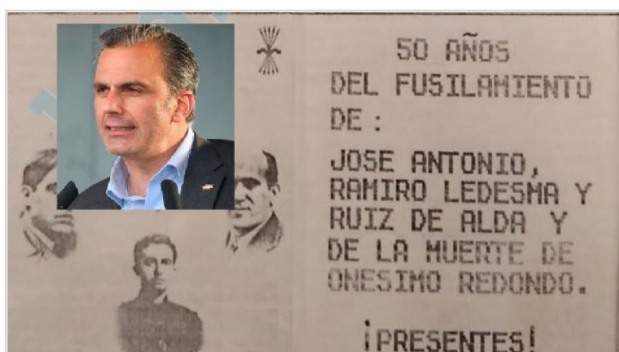 50 AÑOS
DEL FUSILAMIENTO
DE :
JOSE ANTONIO,
RAMIRO LEDESMA Y
RUIZ DE ALDA Y
DE LA MUERTE DE
ONESIMO REDONDO.
¡PRESENTES!